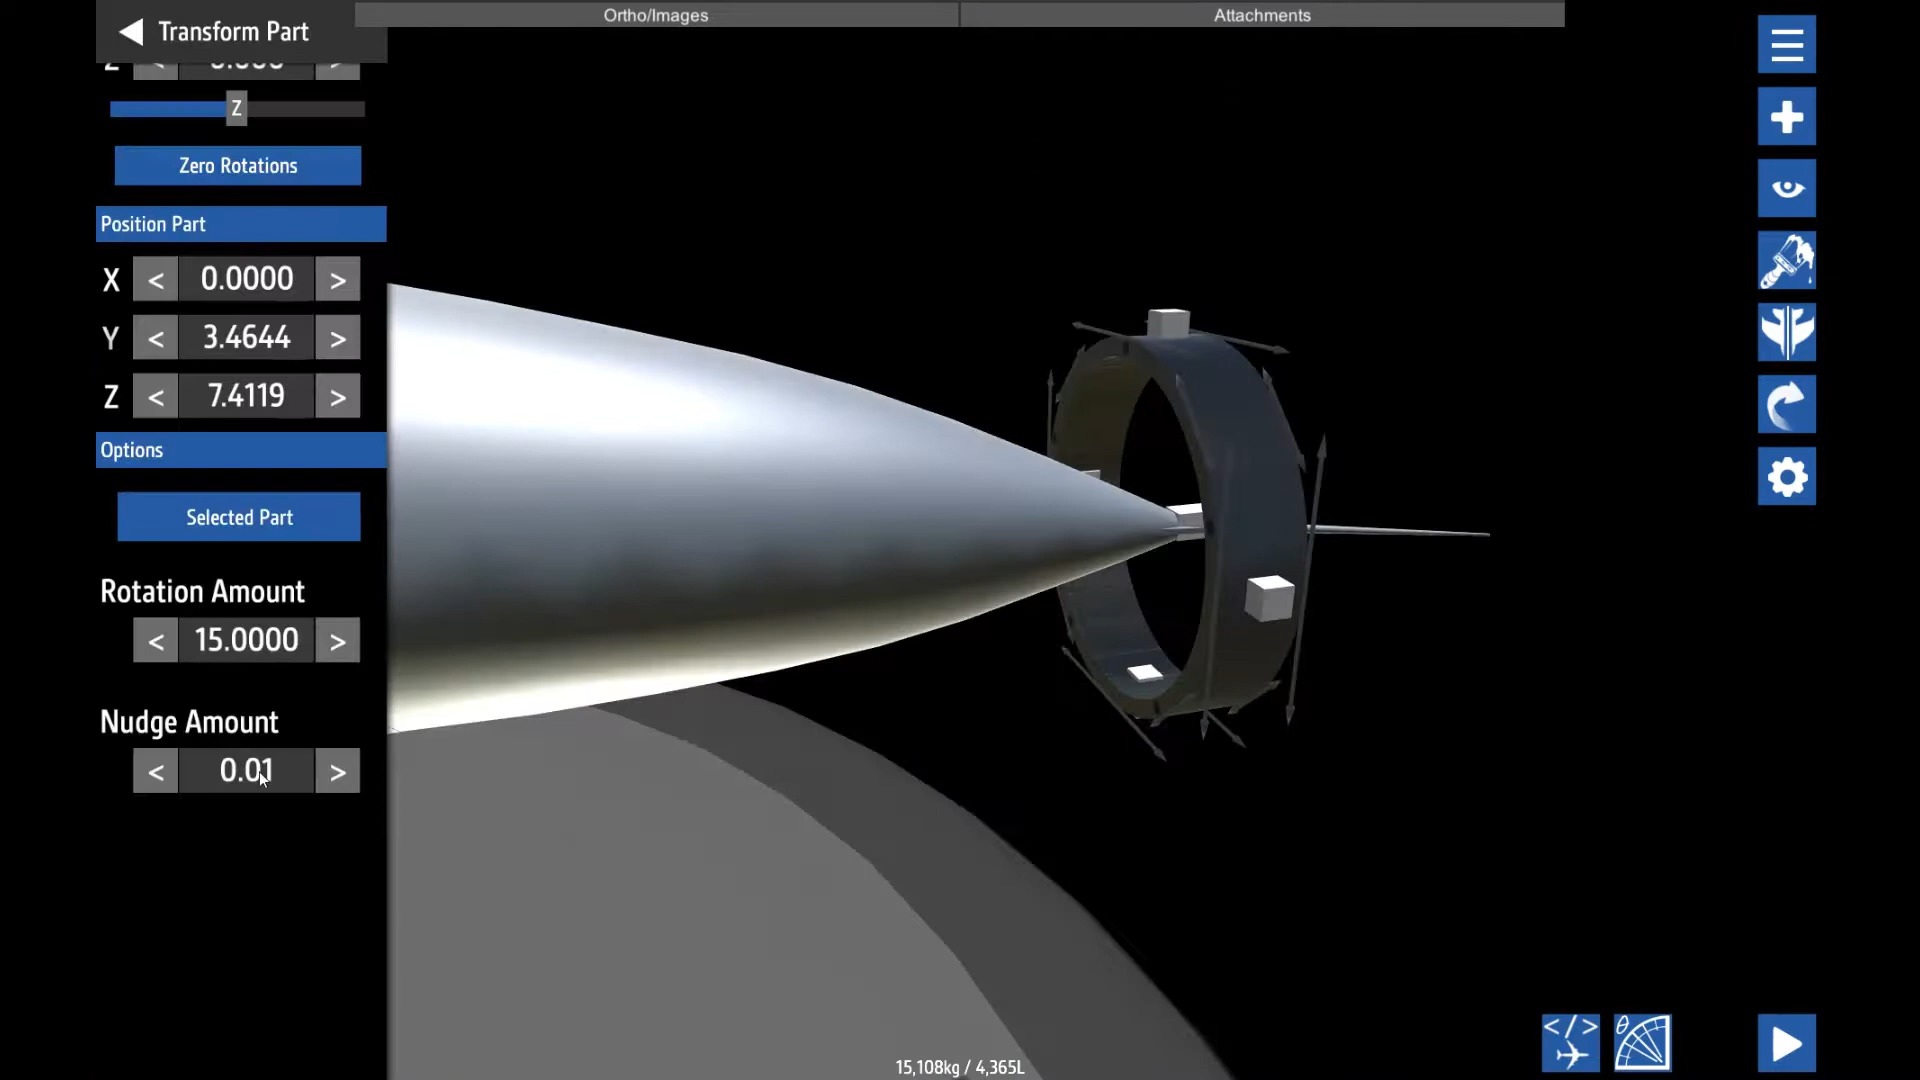 Ortho/Images
Attachments
Transform Part
Z < >
Z
Zero Rotations
Position Part
X < 0.0000 >
Y < 3.4644 >
Z < 7.4119 >
Options
Selected Part
Rotation Amount
< 15.0000 >
Nudge Amount
< 0.01 >
</> θ
15,108kg / 4,365L